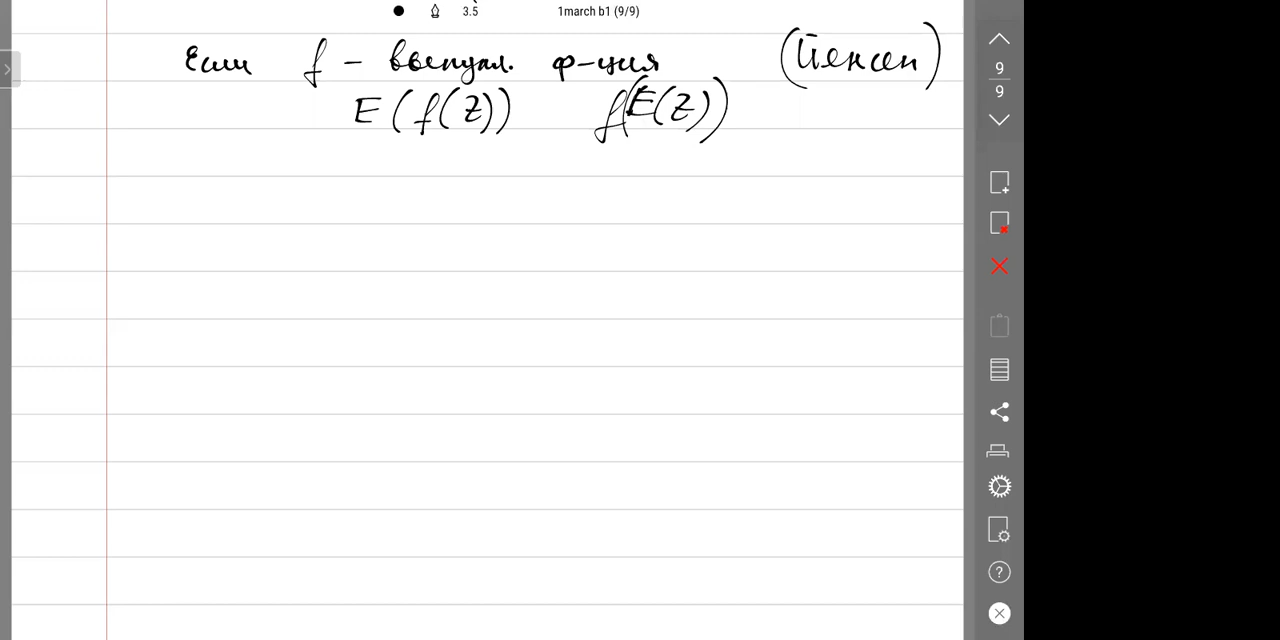 3.5 1march b1 (9/9)
Если f - выпукл. ф-ция (Йенсен)
E(f(Z)) f(E(Z))
9
9
?